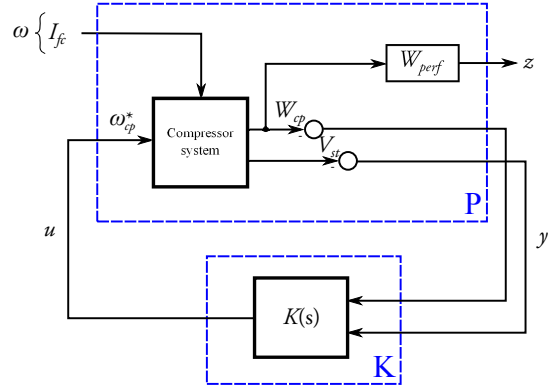 ω { I_fc
W_perf
z
W_cp
ω*_cp
Compressor
system
V_st
P
u
y
K(s)
K